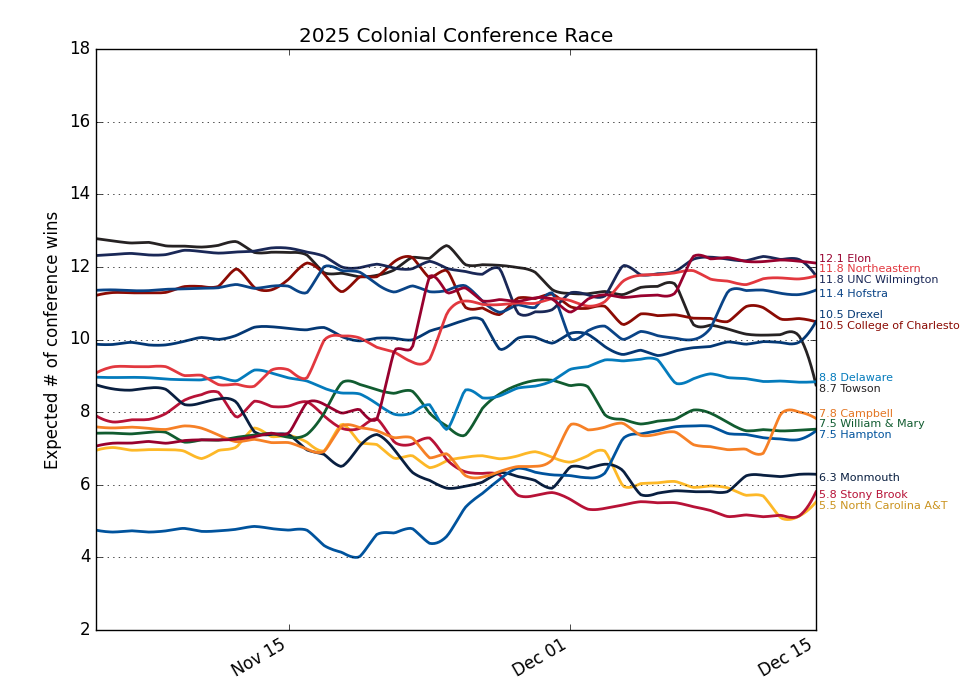 2025 Colonial Conference Race
Expected # of conference wins
18
16
14
12
10
8
6
4
2
Nov 15
Dec 01
Dec 15
12.1 Elon
11.8 Northeastern
11.8 UNC Wilmington
11.4 Hofstra
10.5 Drexel
10.5 College of Charlesto
8.8 Delaware
8.7 Towson
7.8 Campbell
7.5 William & Mary
7.5 Hampton
6.3 Monmouth
5.8 Stony Brook
5.5 North Carolina A&T